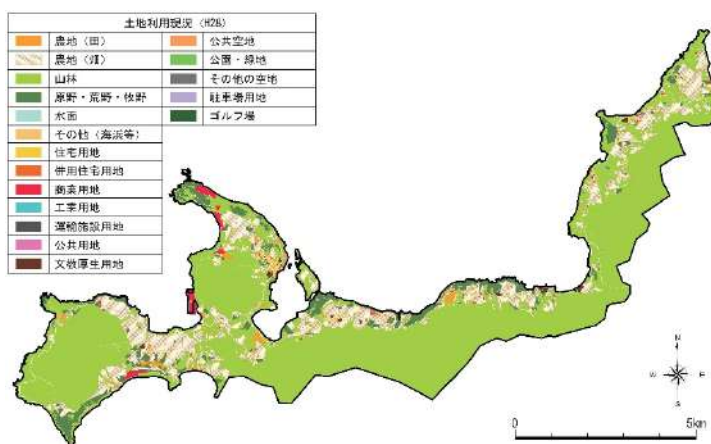 土地利用現況(H28)
農地(田)
農地(畑)
山林
原野・荒野・牧野
水面
その他(海浜等)
住宅用地
併用住宅用地
商業用地
工業用地
運輸施設用地
公共用地
文教厚生用地
公共空地
公園・緑地
その他の空地
駐車場用地
ゴルフ場
N
W
E
S
0
5km